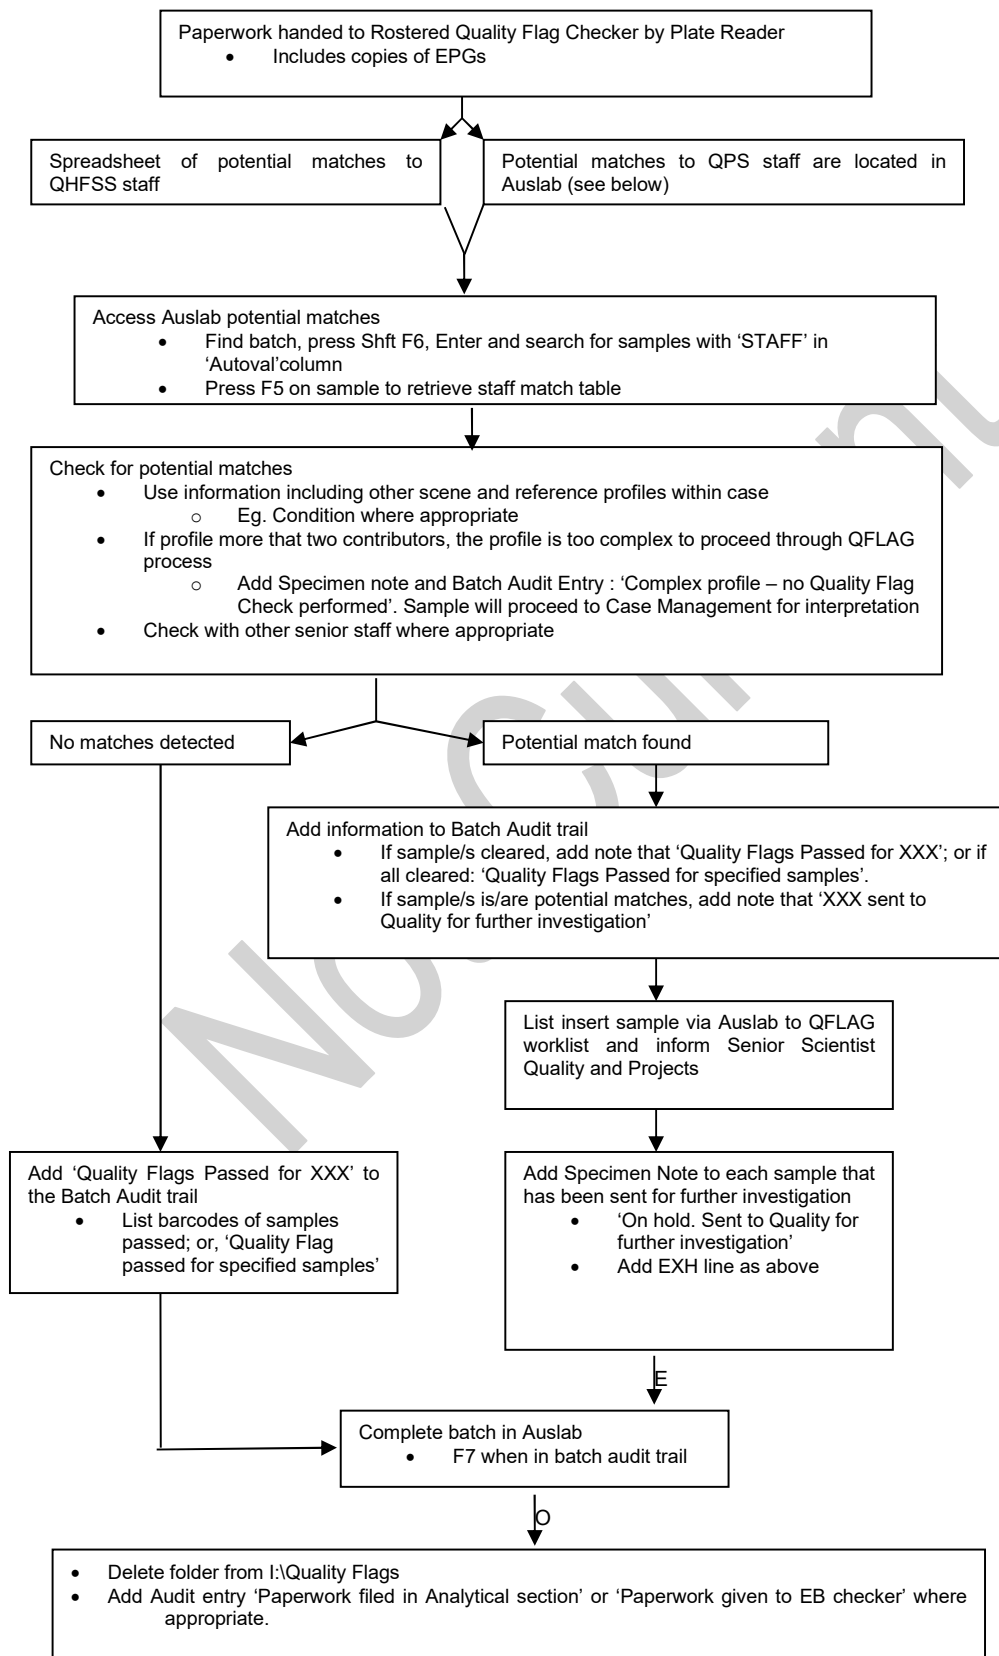 Paperwork handed to Rostered Quality Flag Checker by Plate Reader
• Includes copies of EPGs
Spreadsheet of potential matches to
QHFSS staff
Potential matches to QPS staff are located in
Auslab (see below)
Access Auslab potential matches
• Find batch, press Shft F6, Enter and search for samples with ‘STAFF’ in
‘Autoval’column
• Press F5 on sample to retrieve staff match table
Check for potential matches
• Use information including other scene and reference profiles within case
o Eg. Condition where appropriate
• If profile more that two contributors, the profile is too complex to proceed through QFLAG
process
o Add Specimen note and Batch Audit Entry : ‘Complex profile – no Quality Flag
Check performed’. Sample will proceed to Case Management for interpretation
• Check with other senior staff where appropriate
No matches detected
Potential match found
Add information to Batch Audit trail
• If sample/s cleared, add note that ‘Quality Flags Passed for XXX’; or if
all cleared: ‘Quality Flags Passed for specified samples’.
• If sample/s is/are potential matches, add note that ‘XXX sent to
Quality for further investigation’
List insert sample via Auslab to QFLAG
worklist and inform Senior Scientist
Quality and Projects
Add ‘Quality Flags Passed for XXX’ to
the Batch Audit trail
• List barcodes of samples
passed; or, ‘Quality Flag
passed for specified samples’
Add Specimen Note to each sample that
has been sent for further investigation
• ‘On hold. Sent to Quality for
further investigation’
• Add EXH line as above
E
Complete batch in Auslab
• F7 when in batch audit trail
O
• Delete folder from I:\Quality Flags
• Add Audit entry ‘Paperwork filed in Analytical section’ or ‘Paperwork given to EB checker’ where
appropriate.